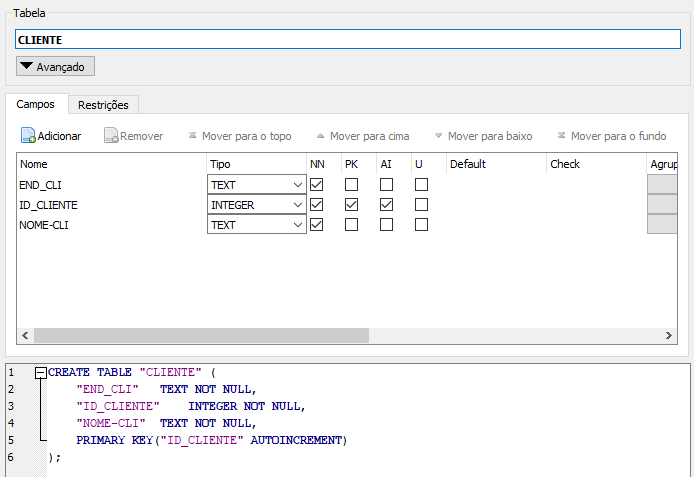 Tabela
CLIENTE
Avançado
Campos Restrições
Adicionar Remover Mover para o topo Mover para cima Mover para baixo Mover para o fundo
Nome Tipo NN PK AI U Default Check Agrup
END_CLI TEXT
ID_CLIENTE INTEGER
NOME-CLI TEXT
1 CREATE TABLE "CLIENTE" (
2 "END_CLI" TEXT NOT NULL,
3 "ID_CLIENTE" INTEGER NOT NULL,
4 "NOME-CLI" TEXT NOT NULL,
5 PRIMARY KEY("ID_CLIENTE" AUTOINCREMENT)
6 );